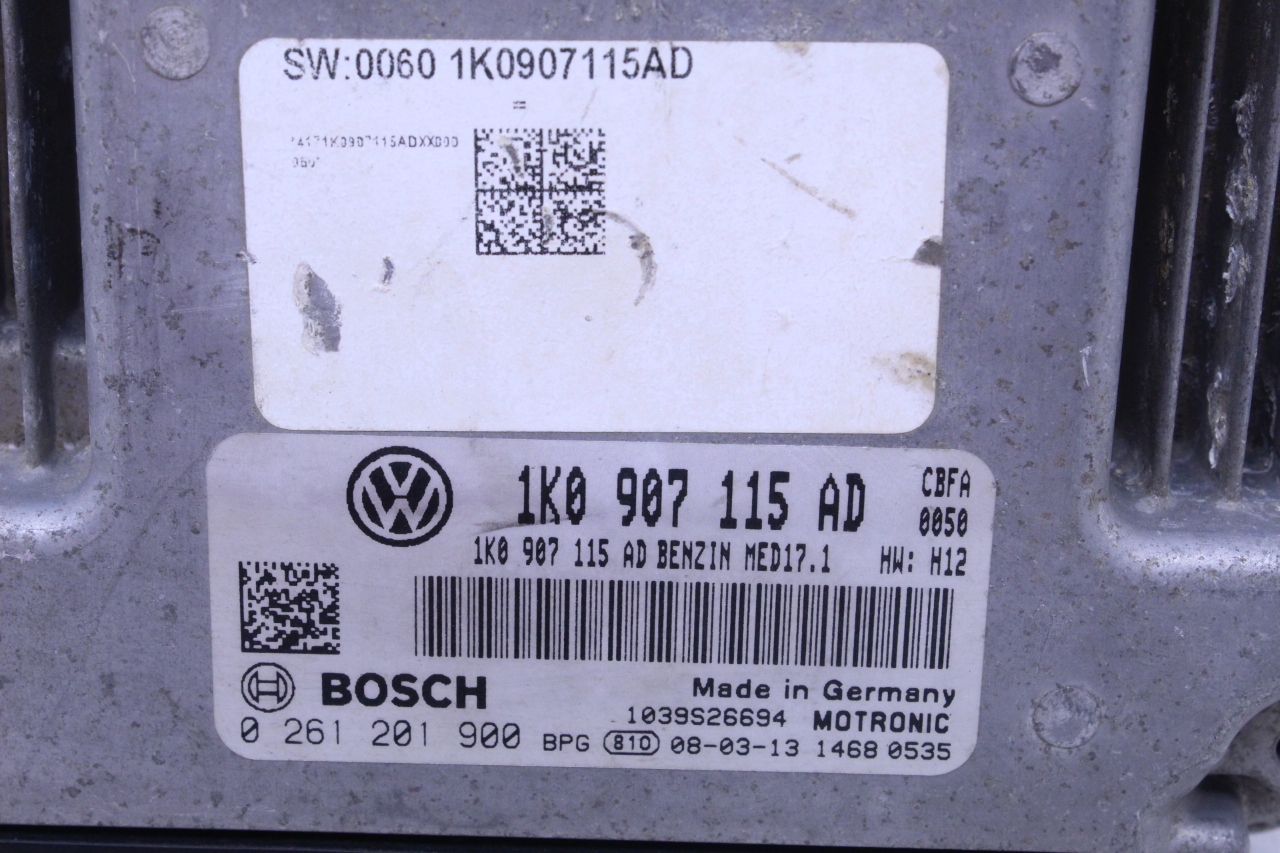 SW:0060 1K0907115AD
=
1K0 907 115 AD CBFA
0050
1K0 907 115 AD BENZIN MED17.1 HW: H12
BOSCH
Made in Germany
1039S26694 MOTRONIC
0 261 201 900 BPG 810 08-03-13 1468 0535